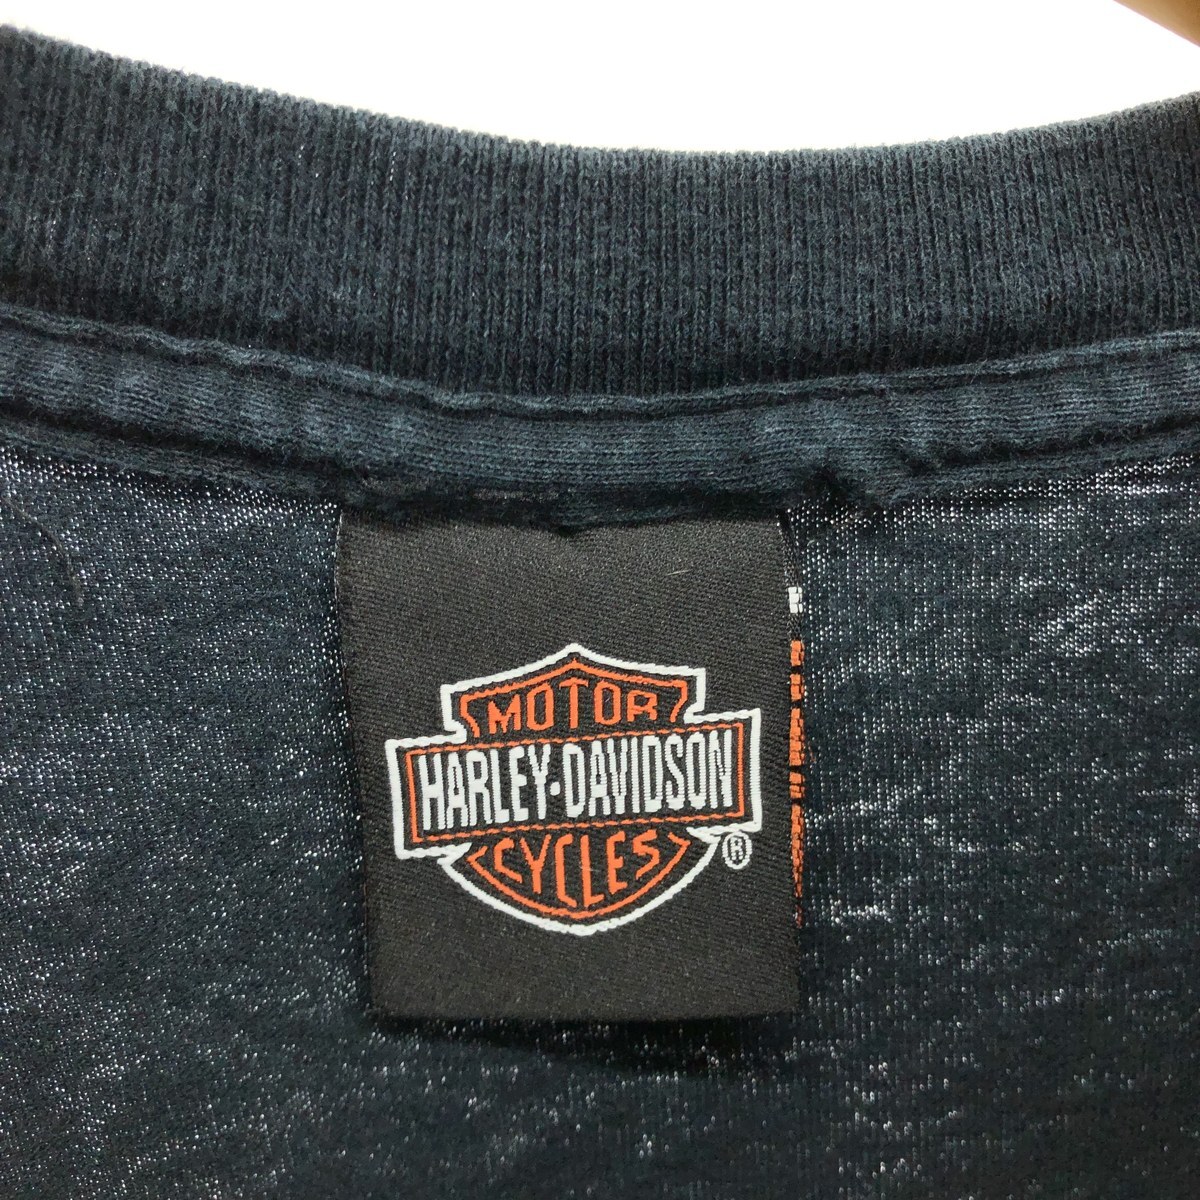 MOTOR
HARLEY-DAVIDSON
CYCLES
®